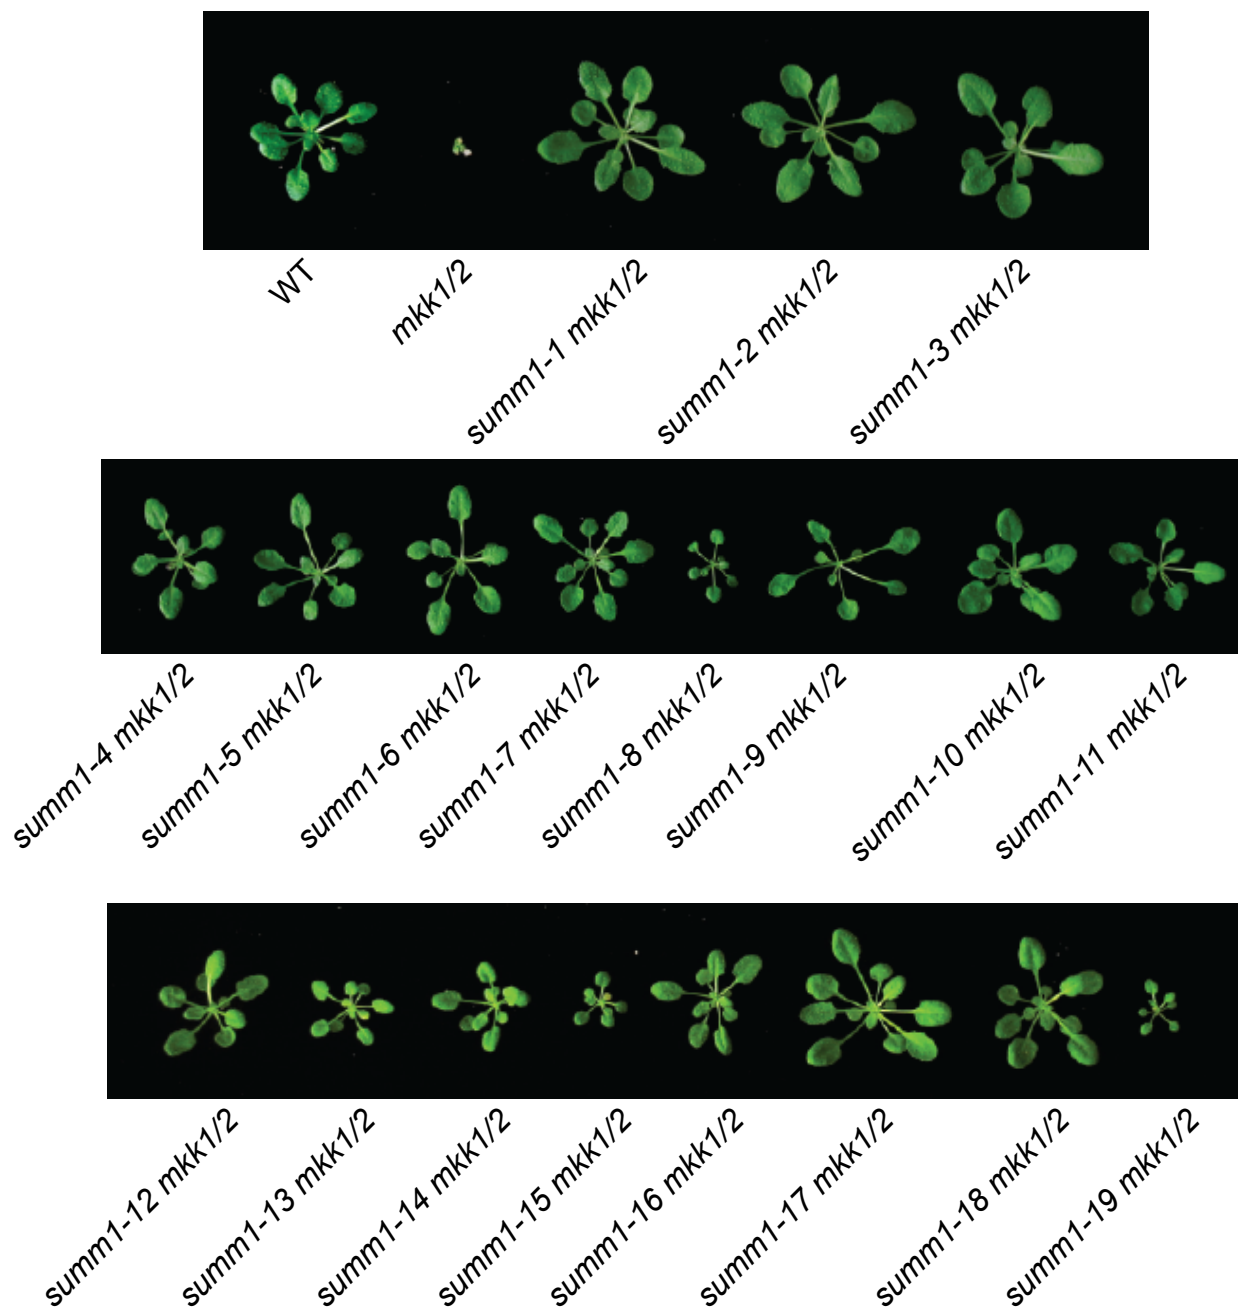 WT
mkk1/2
summ1-1 mkk1/2
summ1-2 mkk1/2
summ1-3 mkk1/2
summ1-4 mkk1/2
summ1-5 mkk1/2
summ1-6 mkk1/2
summ1-7 mkk1/2
summ1-8 mkk1/2
summ1-9 mkk1/2
summ1-10 mkk1/2
summ1-11 mkk1/2
summ1-12 mkk1/2
summ1-13 mkk1/2
summ1-14 mkk1/2
summ1-15 mkk1/2
summ1-16 mkk1/2
summ1-17 mkk1/2
summ1-18 mkk1/2
summ1-19 mkk1/2